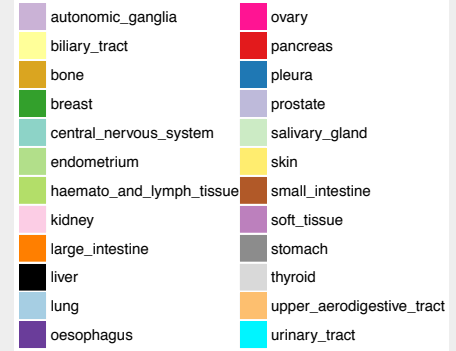 autonomic_ganglia
biliary_tract
bone
breast
central_nervous_system
endometrium
haemato_and_lymph_tissue
kidney
large_intestine
liver
lung
oesophagus
ovary
pancreas
pleura
prostate
salivary_gland
skin
small_intestine
soft_tissue
stomach
thyroid
upper_aerodigestive_tract
urinary_tract